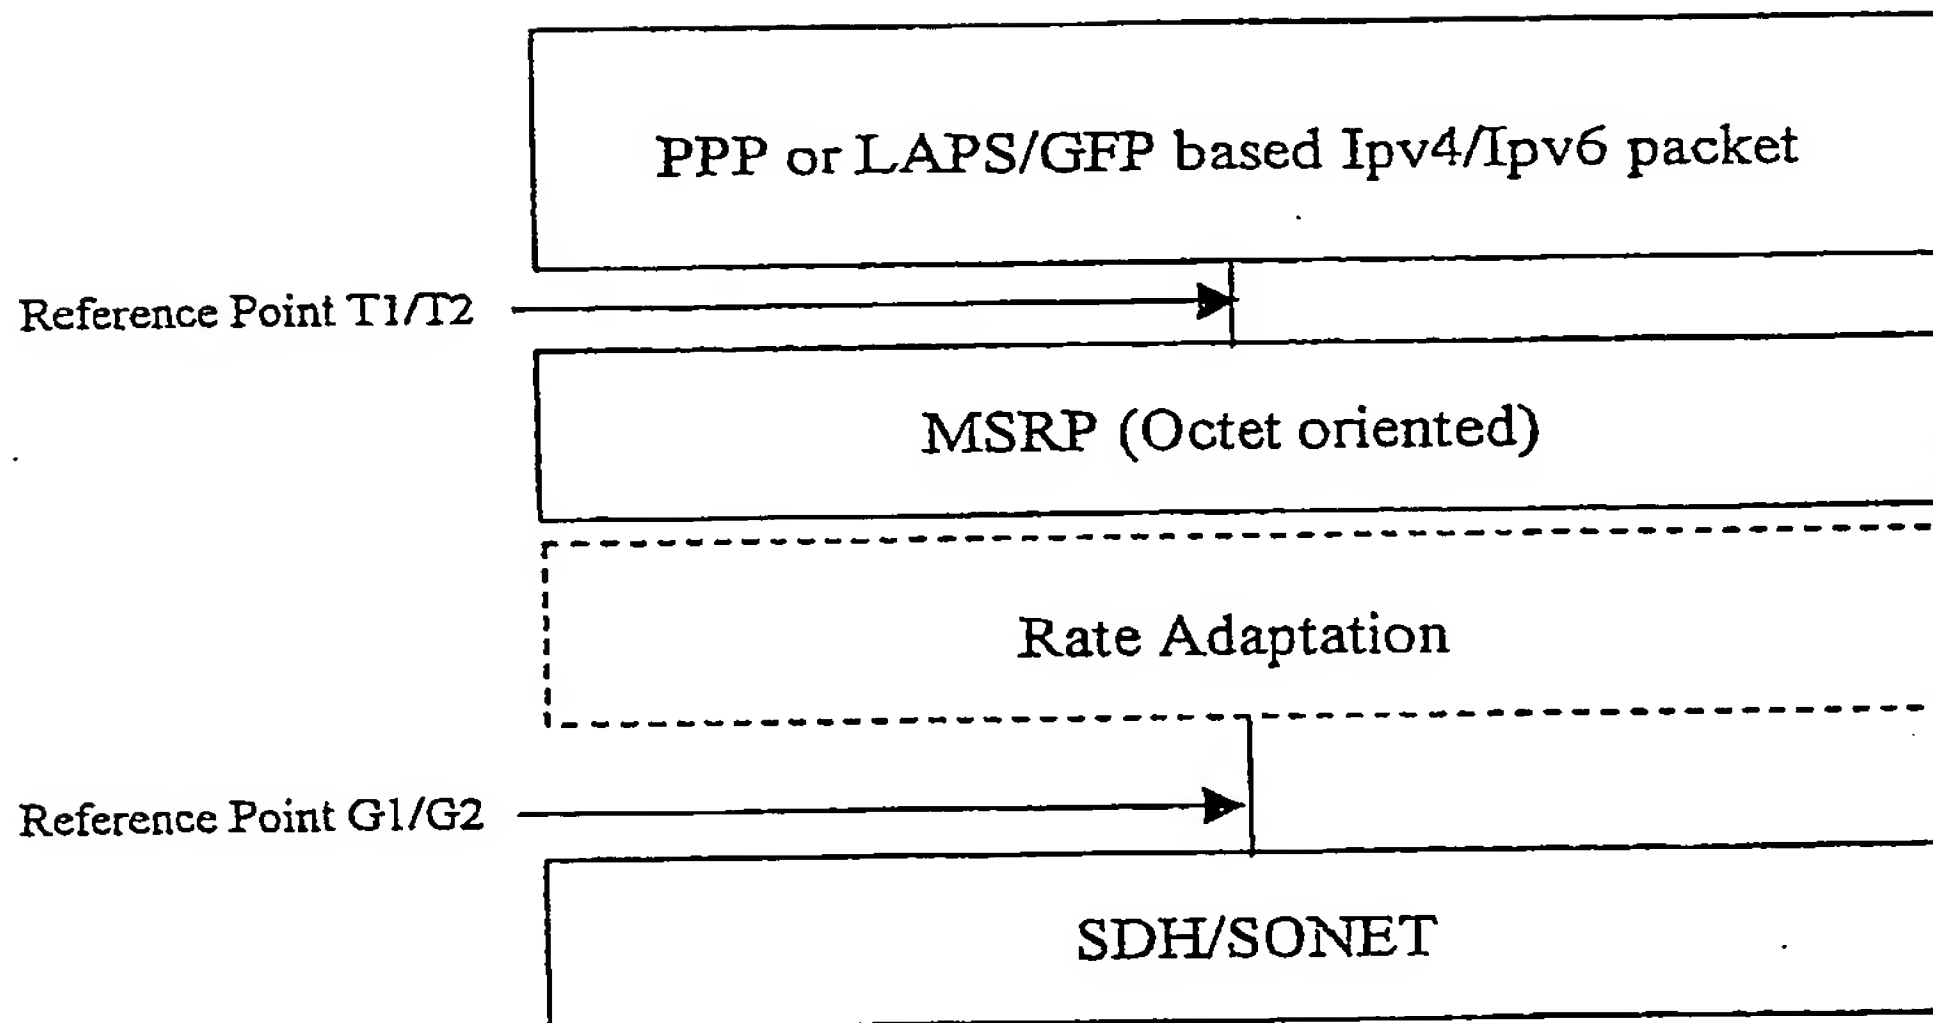 PPP or LAPS/GFP based Ipv4/Ipv6 packet
Reference Point T1/T2
MSRP (Octet oriented)
Rate Adaptation
Reference Point G1/G2
SDH/SONET